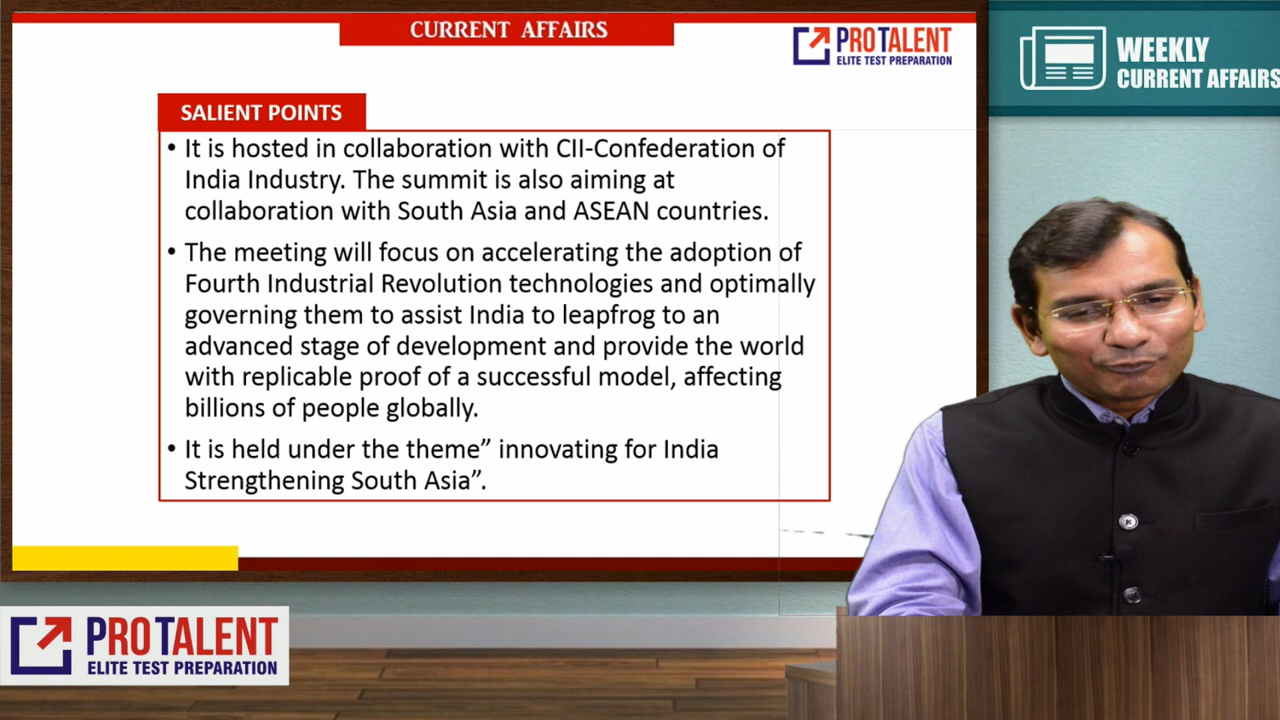 CURRENT AFFAIRS
PROTALENT
ELITE TEST PREPARATION
WEEKLY
CURRENT AFFAIRS
SALIENT POINTS
• It is hosted in collaboration with CII-Confederation of
India Industry. The summit is also aiming at
collaboration with South Asia and ASEAN countries.
• The meeting will focus on accelerating the adoption of
Fourth Industrial Revolution technologies and optimally
governing them to assist India to leapfrog to an
advanced stage of development and provide the world
with replicable proof of a successful model, affecting
billions of people globally.
• It is held under the theme” innovating for India
Strengthening South Asia”.
PROTALENT
ELITE TEST PREPARATION